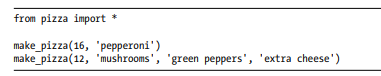 from pizza import *
make_pizza(16, 'pepperoni')
make_pizza(12, 'mushrooms', 'green peppers', 'extra cheese')